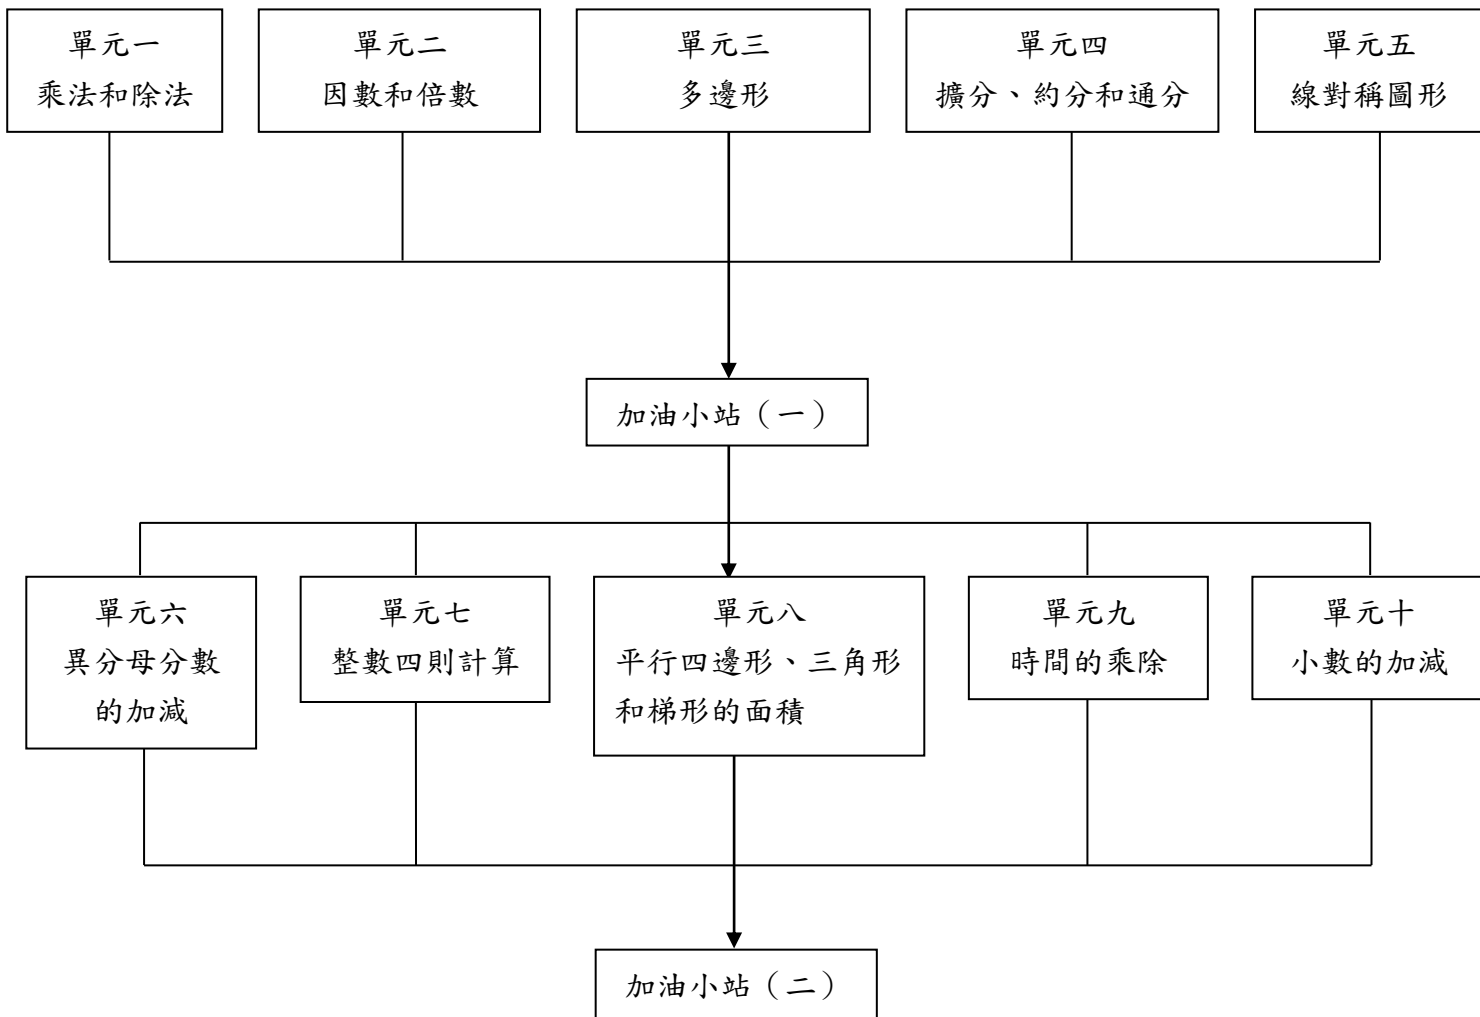 單元一
乘法和除法
單元二
因數和倍數
單元三
多邊形
單元四
擴分、約分和通分
單元五
線對稱圖形
加油小站（一）
單元六
異分母分數
的加減
單元七
整數四則計算
單元八
平行四邊形、三角形
和梯形的面積
單元九
時間的乘除
單元十
小數的加減
加油小站（二）